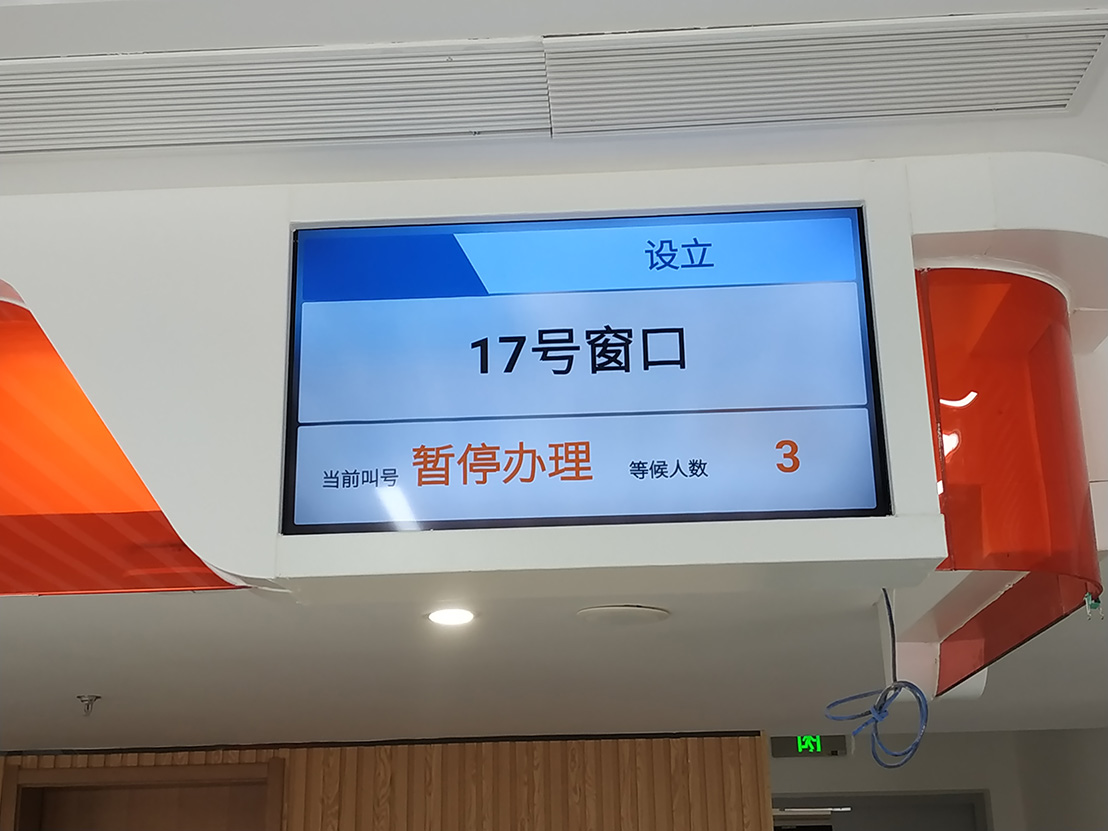 设立
17号窗口
当前叫号 暂停办理 等候人数 3